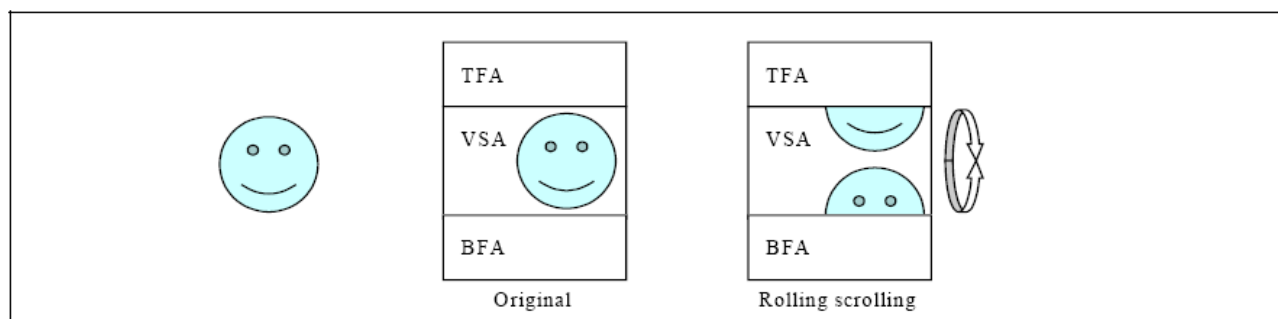 TFA
VSA
BFA
Original
TFA
VSA
BFA
Rolling scrolling